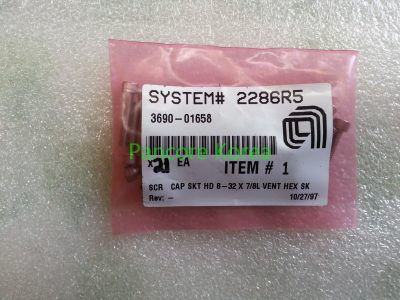 SYSTEM# 2286R5
3690-01658
Pancore Korea
EA
ITEM # 1
SCR CAP SKT HD 8-32 X 7/8L VENT HEX SK
Rev: -
10/27/97